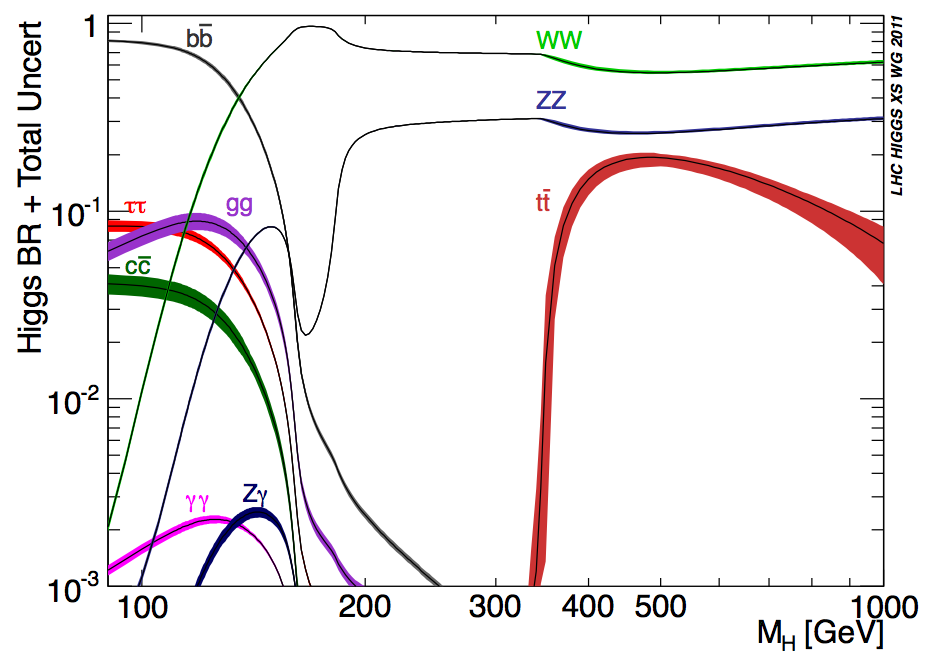 Higgs BR + Total Uncert
LHC HIGGS XS WG 2011
1
10⁻¹
10⁻²
10⁻³
bb̅
WW
ZZ
ττ
gg
tt̅
cc̅
γγ
Zγ
100 200 300 400 500 1000
M_H [GeV]